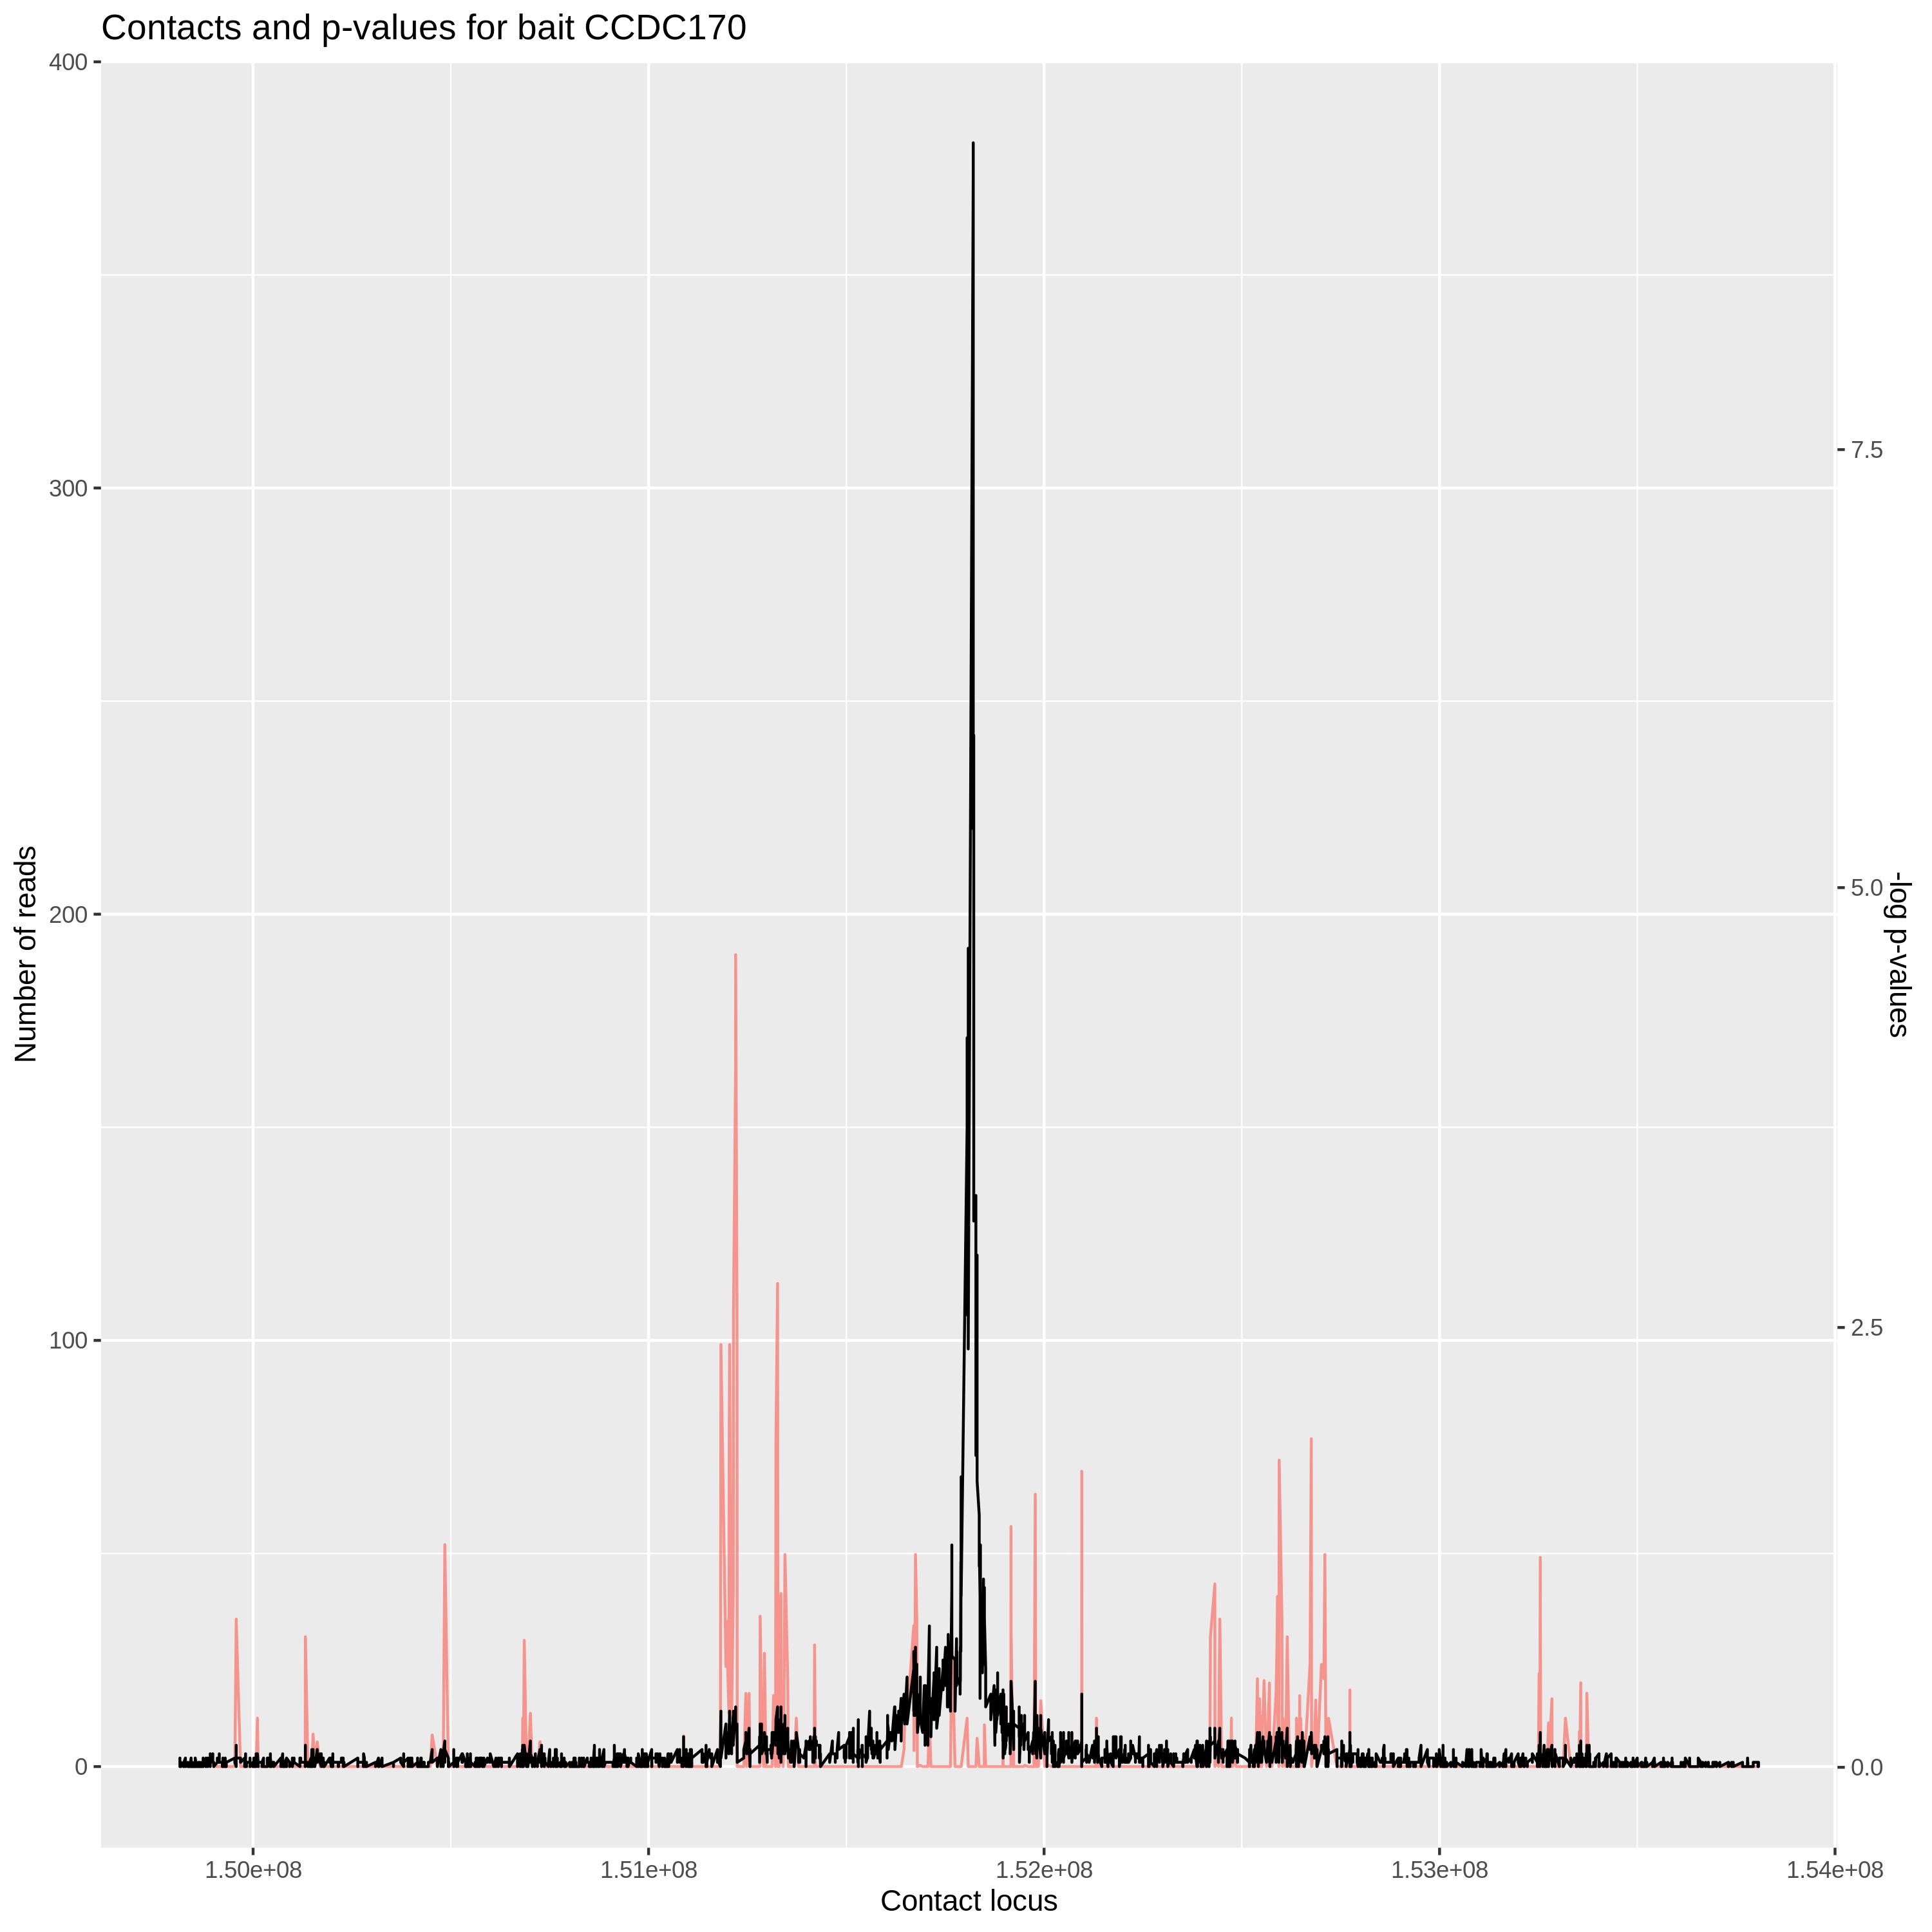 Contacts and p-values for bait CCDC170
400
300
200
100
0
Number of reads
7.5
5.0
2.5
0.0
-log p-values
1.50e+08
1.51e+08
1.52e+08
1.53e+08
1.54e+08
Contact locus